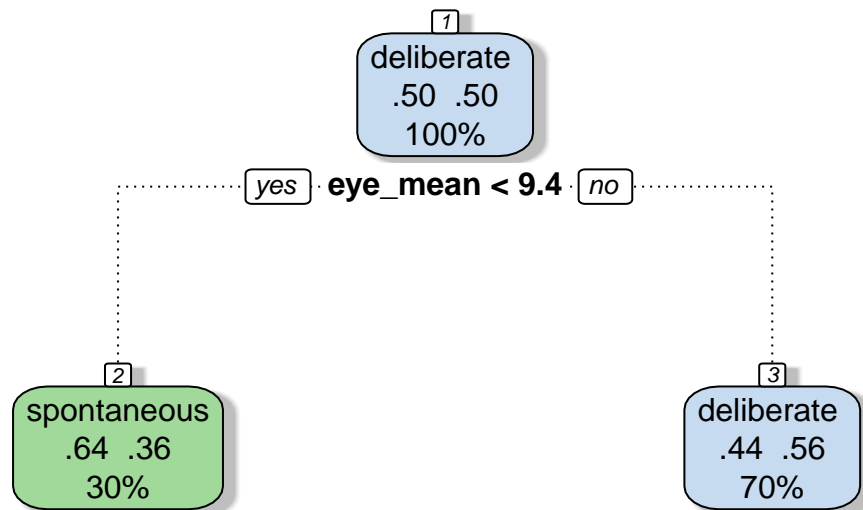 1
deliberate
.50 .50
100%
yes eye_mean < 9.4 no
2
spontaneous
.64 .36
30%
3
deliberate
.44 .56
70%